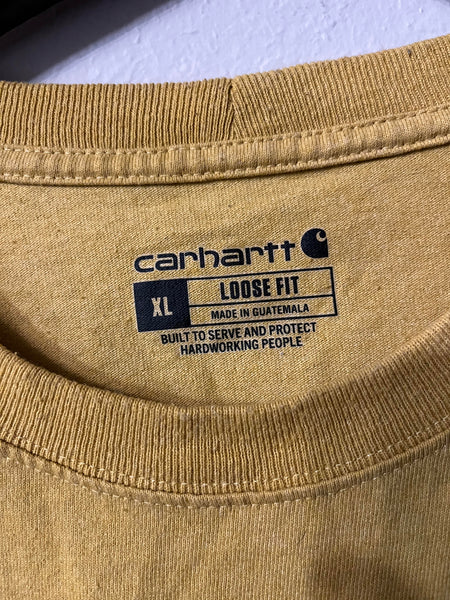 carhartt
XL
LOOSE FIT
MADE IN GUATEMALA
BUILT TO SERVE AND PROTECT
HARDWORKING PEOPLE